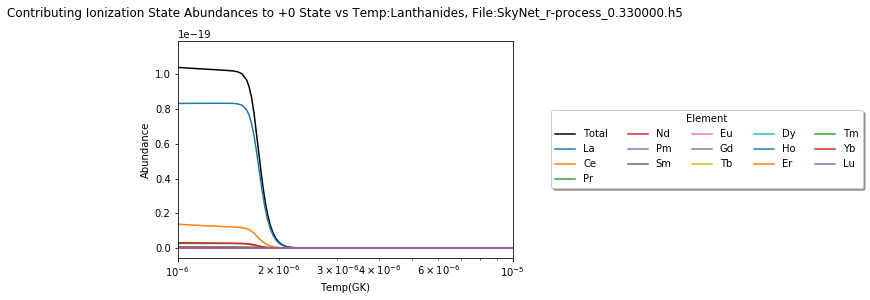 Contributing Ionization State Abundances to +0 State vs Temp:Lanthanides, File:SkyNet_r-process_0.330000.h5
1e−19
1.0
0.8
0.6
0.4
0.2
0.0
Abundance
10⁻⁶
2 × 10⁻⁶
3 × 10⁻⁶
4 × 10⁻⁶
6 × 10⁻⁶
10⁻⁵
Temp(GK)
Element
Total Nd Eu Dy Tm
La Pm Gd Ho Yb
Ce Sm Tb Er Lu
Pr